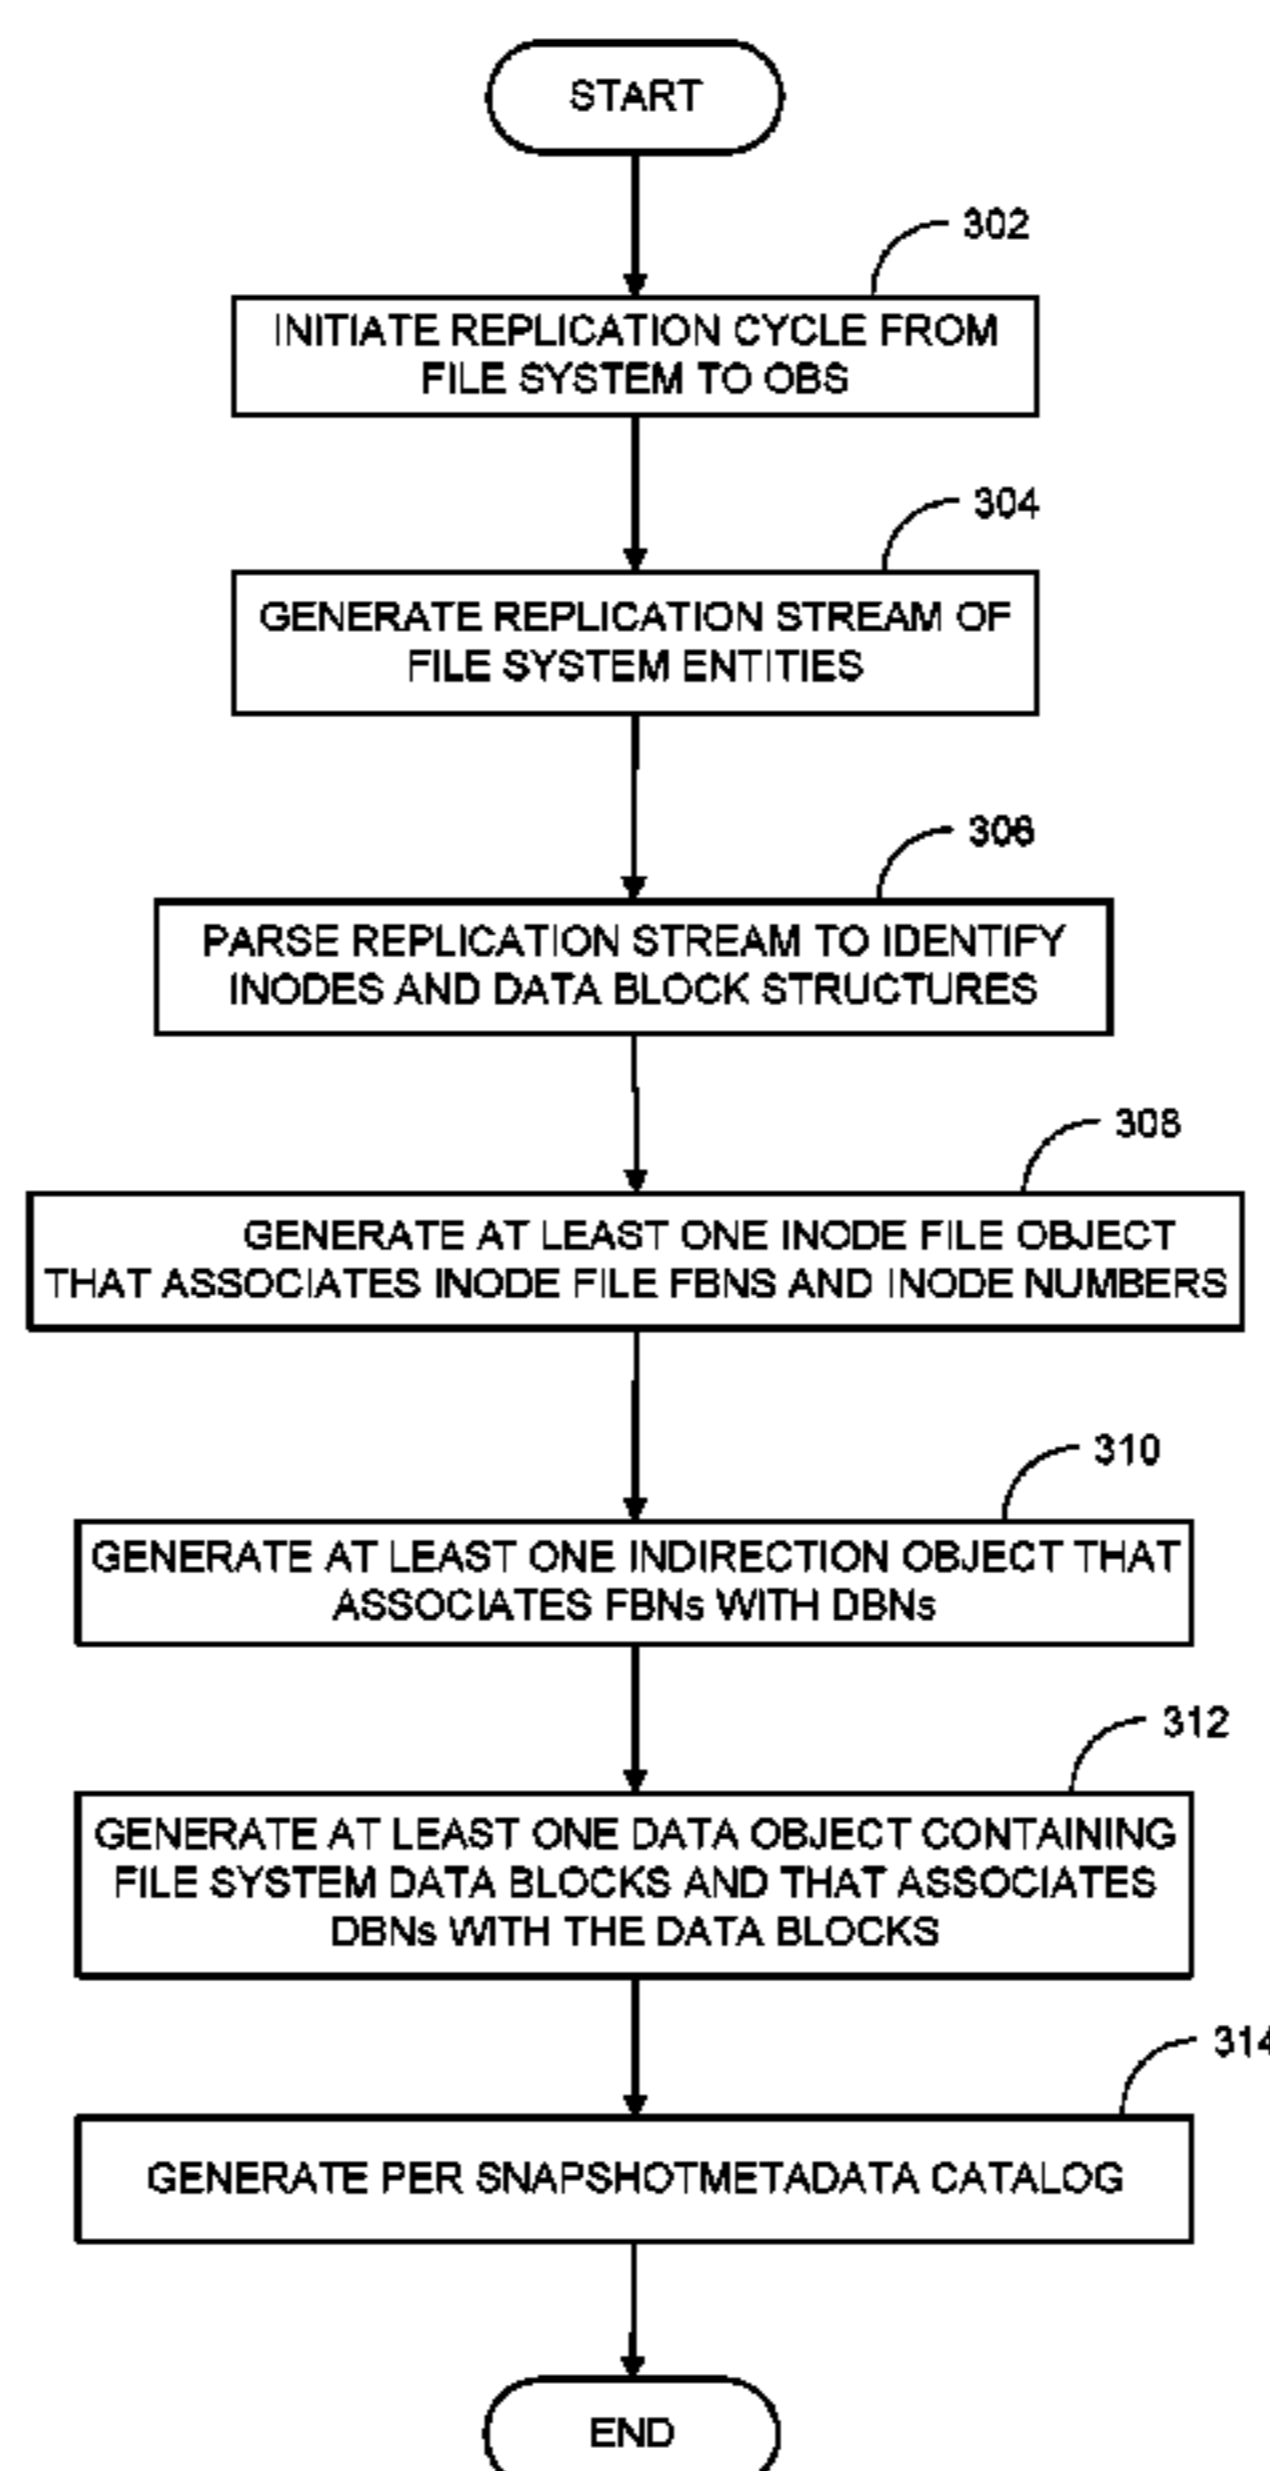 START
302
INITIATE REPLICATION CYCLE FROM
FILE SYSTEM TO OBS
304
GENERATE REPLICATION STREAM OF
FILE SYSTEM ENTITIES
306
PARSE REPLICATION STREAM TO IDENTIFY
INODES AND DATA BLOCK STRUCTURES
308
GENERATE AT LEAST ONE INODE FILE OBJECT
THAT ASSOCIATES INODE FILE FBNS AND INODE NUMBERS
310
GENERATE AT LEAST ONE INDIRECTION OBJECT THAT
ASSOCIATES FBNs WITH DBNs
312
GENERATE AT LEAST ONE DATA OBJECT CONTAINING
FILE SYSTEM DATA BLOCKS AND THAT ASSOCIATES
DBNs WITH THE DATA BLOCKS
314
GENERATE PER SNAPSHOTMETADATA CATALOG
END